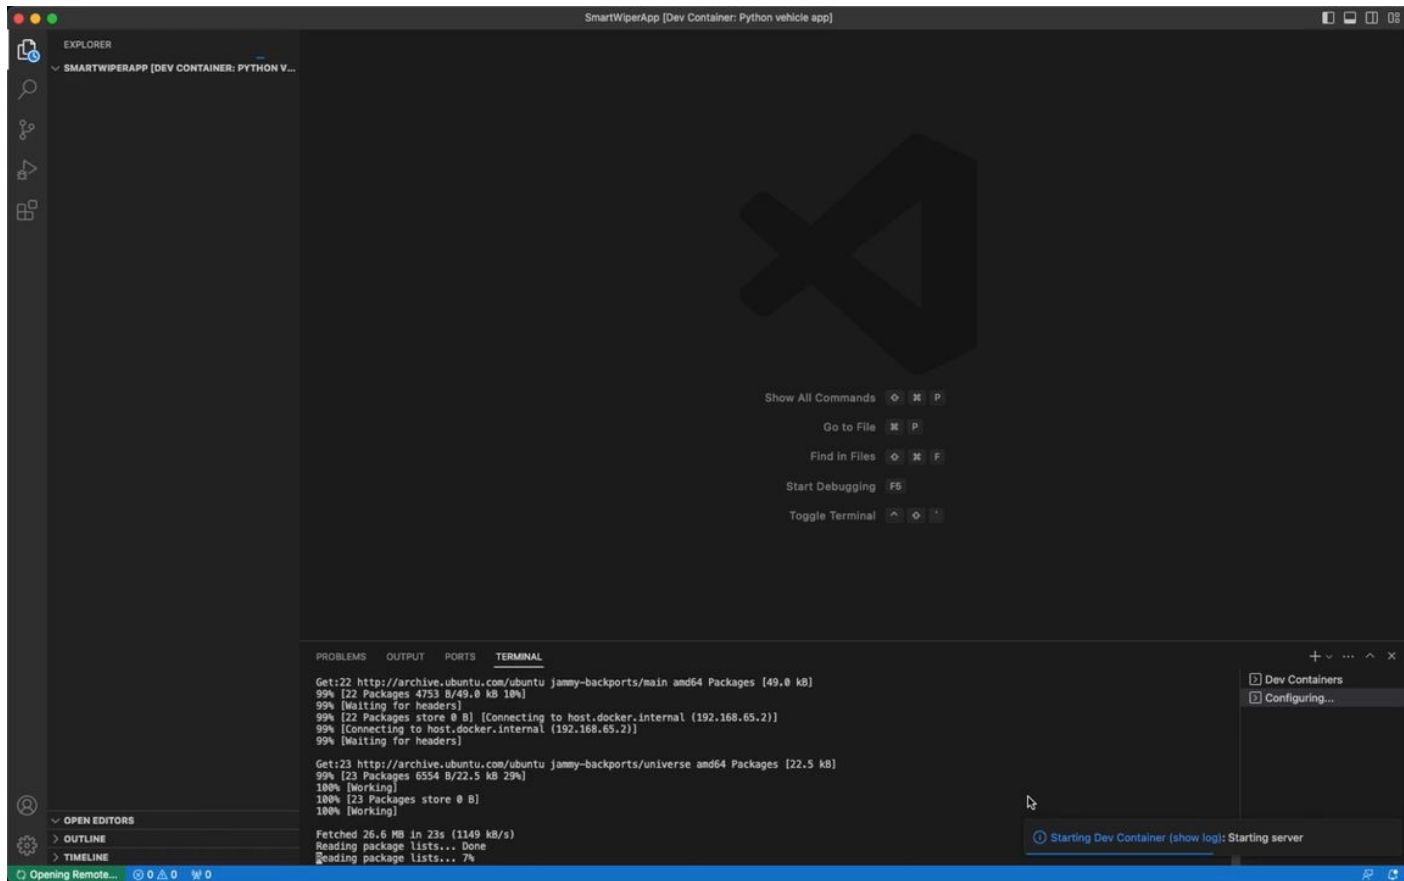 SmartWiperApp [Dev Container: Python vehicle app]
EXPLORER
SMARTWIPERAPP [DEV CONTAINER: PYTHON V...
Show All Commands ⇧ ⌘ P
Go to File ⌘ P
Find in Files ⇧ ⌘ F
Start Debugging F5
Toggle Terminal ^ ⇧ `
PROBLEMS OUTPUT PORTS TERMINAL
Get:22 http://archive.ubuntu.com/ubuntu jammy-backports/main amd64 Packages [49.0 kB]
99% [22 Packages 4753 B/49.0 kB 10%]
99% [Waiting for headers]
99% [22 Packages store 0 B] [Connecting to host.docker.internal (192.168.65.2)]
99% [Connecting to host.docker.internal (192.168.65.2)]
99% [Waiting for headers]
Get:23 http://archive.ubuntu.com/ubuntu jammy-backports/universe amd64 Packages [22.5 kB]
99% [23 Packages 6554 B/22.5 kB 29%]
100% [Working]
100% [23 Packages store 0 B]
100% [Working]
Fetched 26.6 MB in 23s (1149 kB/s)
Reading package lists... Done
Reading package lists... 7%
Dev Containers
Configuring...
Starting Dev Container (show log): Starting server
OPEN EDITORS
OUTLINE
TIMELINE
Opening Remote... 0 0 0